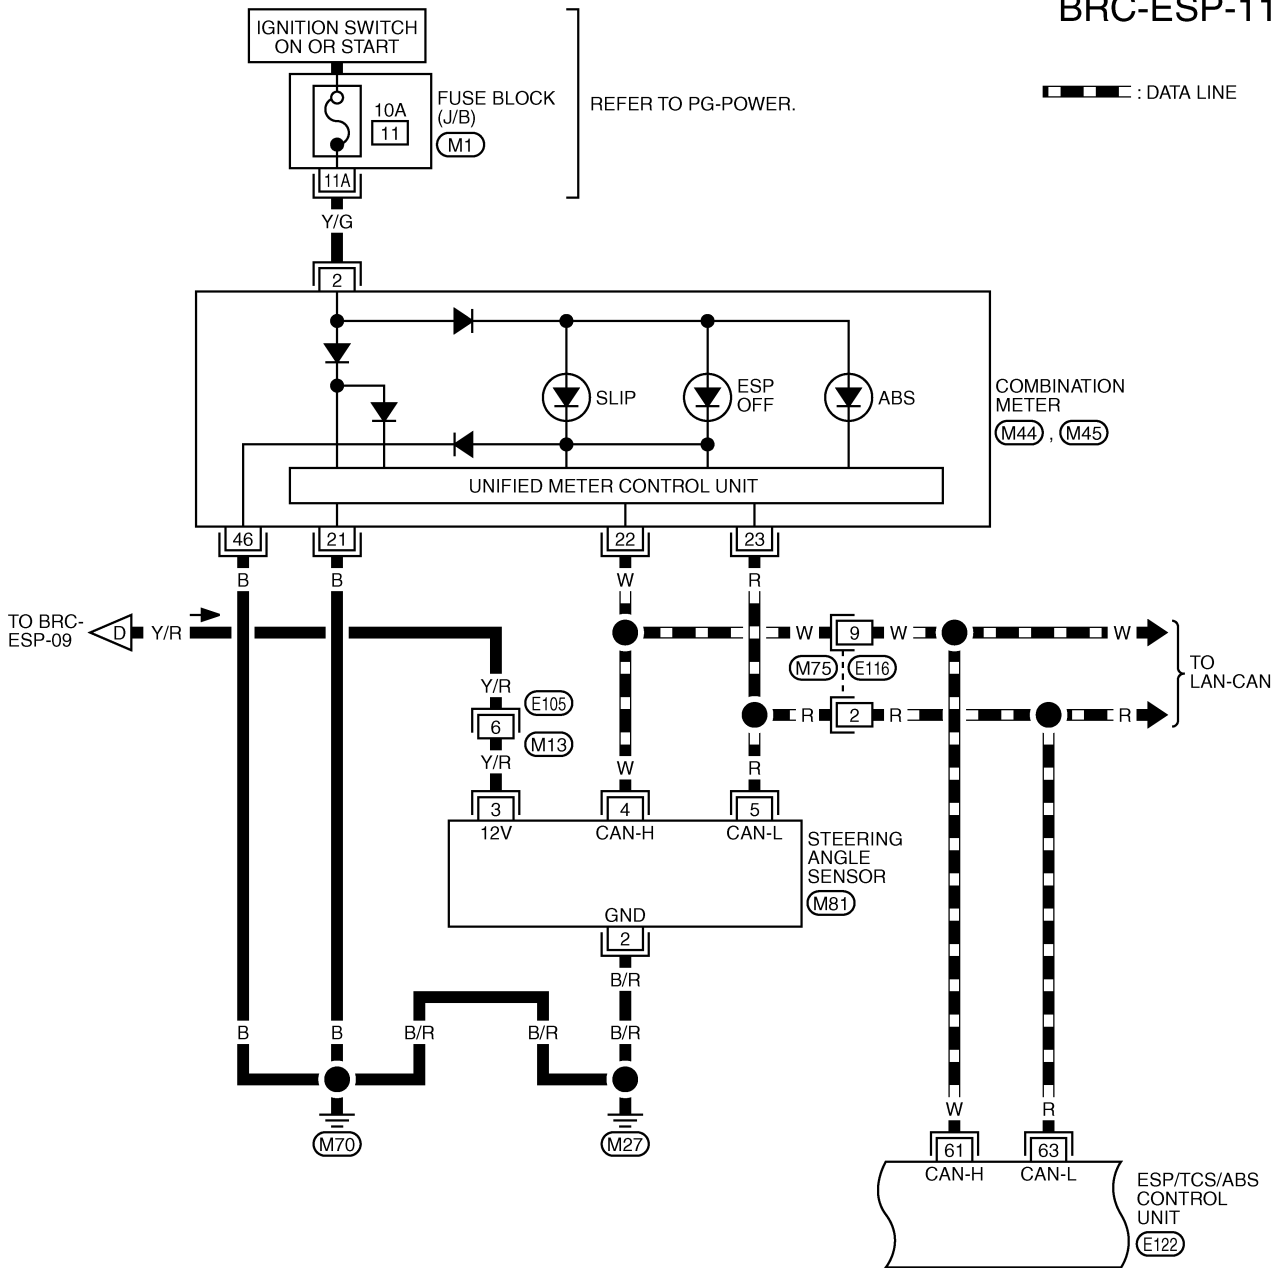 BRC-ESP-11
IGNITION SWITCH
ON OR START
FUSE BLOCK
(J/B)
M1
10A
11
11A
REFER TO PG-POWER.
: DATA LINE
Y/G
2
SLIP
ESP
OFF
ABS
COMBINATION
METER
M44 , M45
UNIFIED METER CONTROL UNIT
46
21
22
23
B
B
W
R
TO BRC-
ESP-09
D
Y/R
W
9
W
W
M75
E116
TO
LAN-CAN
R
2
R
R
Y/R
E105
6
M13
Y/R
W
R
3
4
5
12V
CAN-H
CAN-L
STEERING
ANGLE
SENSOR
M81
GND
2
B/R
B
B
B/R
B/R
B/R
M70
M27
W
R
61
63
CAN-H
CAN-L
ESP/TCS/ABS
CONTROL
UNIT
E122